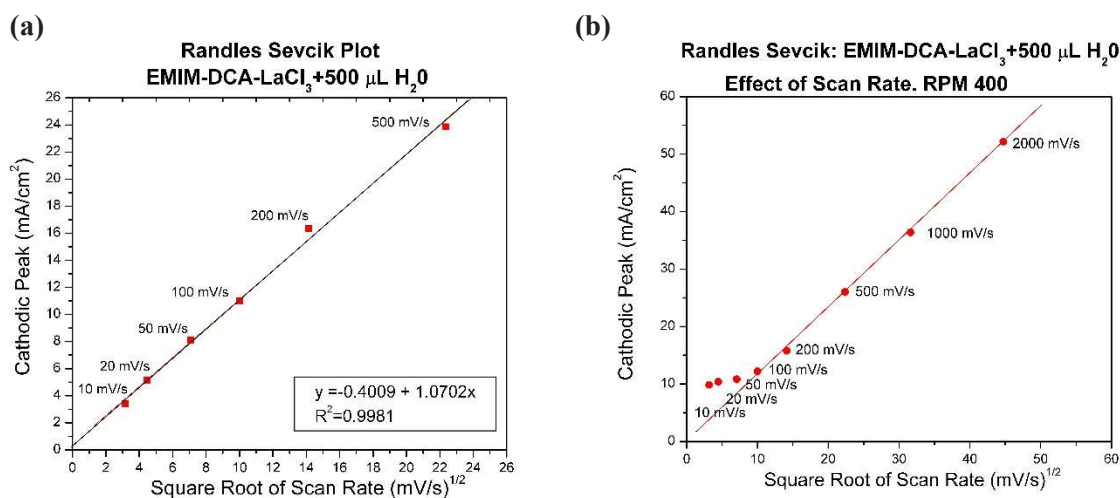 (a)
Randles Sevcik Plot
EMIM-DCA-LaCl₃+500 μL H₂0
26
24
22
20
18
16
14
12
10
8
6
4
2
0
Cathodic Peak (mA/cm²)
500 mV/s
200 mV/s
100 mV/s
50 mV/s
20 mV/s
10 mV/s
y =-0.4009 + 1.0702x
R²=0.9981
0 2 4 6 8 10 12 14 16 18 20 22 24 26
Square Root of Scan Rate (mV/s)^1/2
(b)
Randles Sevcik: EMIM-DCA-LaCl₃+500 μL H₂0
Effect of Scan Rate. RPM 400
60
50
40
30
20
10
0
Cathodic Peak (mA/cm²)
2000 mV/s
1000 mV/s
500 mV/s
200 mV/s
100 mV/s
50 mV/s
20 mV/s
10 mV/s
0 10 20 30 40 50 60
Square Root of Scan Rate (mV/s)^1/2